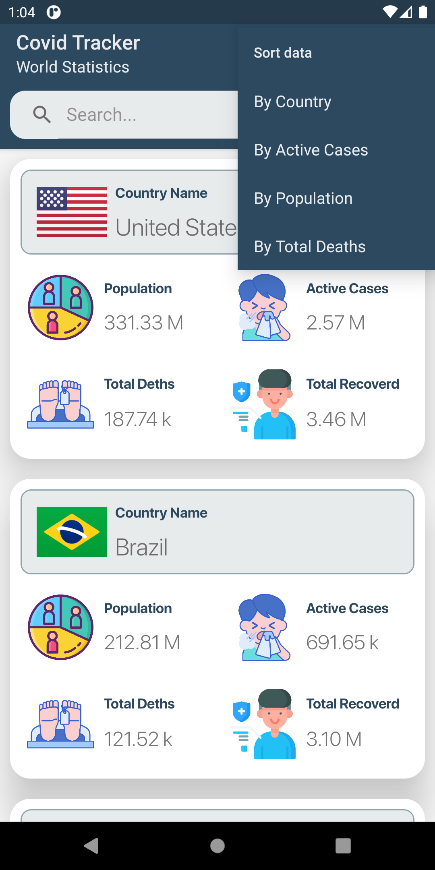 1:04
Covid Tracker
World Statistics
Search...
Sort data
By Country
By Active Cases
By Population
By Total Deaths
Country Name
United State
Population
331.33 M
Active Cases
2.57 M
Total Deths
187.74 k
Total Recoverd
3.46 M
Country Name
Brazil
Population
212.81 M
Active Cases
691.65 k
Total Deths
121.52 k
Total Recoverd
3.10 M